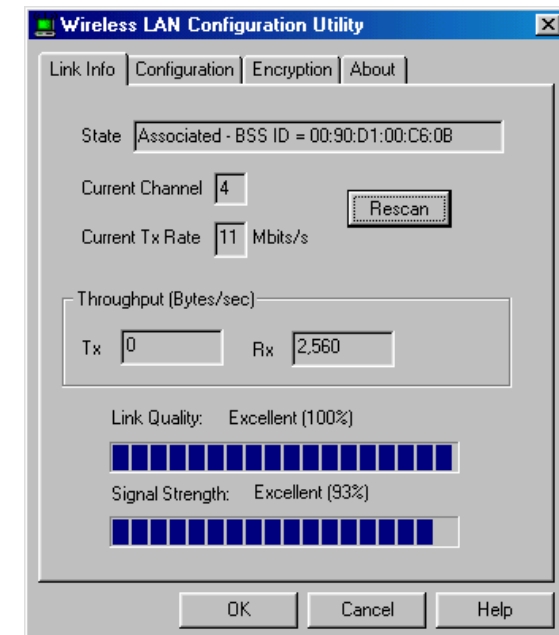 Wireless LAN Configuration Utility
Link Info Configuration Encryption About
State Associated - BSS ID = 00:90:D1:00:C6:0B
Current Channel 4
Rescan
Current Tx Rate 11 Mbits/s
Throughput (Bytes/sec)
Tx 0 Rx 2,560
Link Quality: Excellent (100%)
Signal Strength: Excellent (93%)
OK Cancel Help